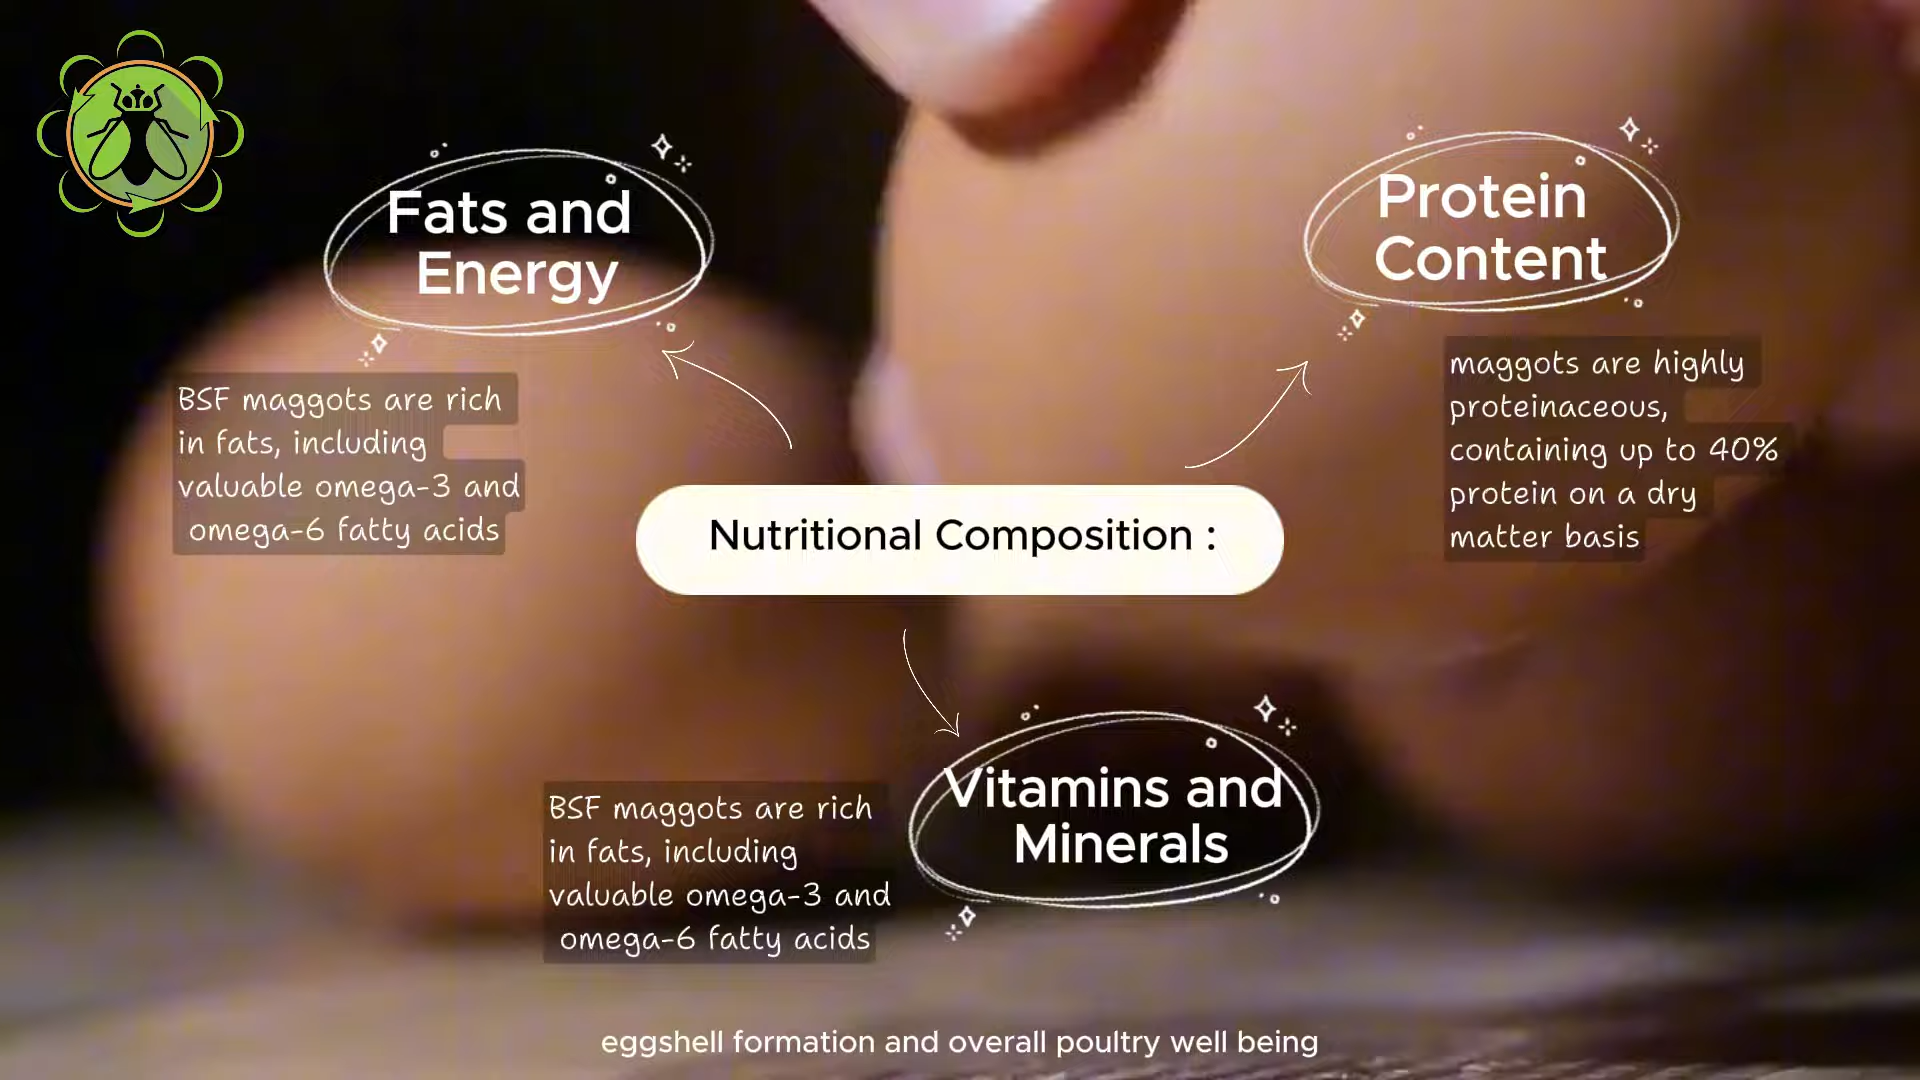 Fats and
Energy
BSF maggots are rich
in fats, including
valuable omega-3 and
omega-6 fatty acids
Protein
Content
maggots are highly
proteinaceous,
containing up to 40%
protein on a dry
matter basis
Nutritional Composition :
Vitamins and
Minerals
BSF maggots are rich
in fats, including
valuable omega-3 and
omega-6 fatty acids
eggshell formation and overall poultry well being